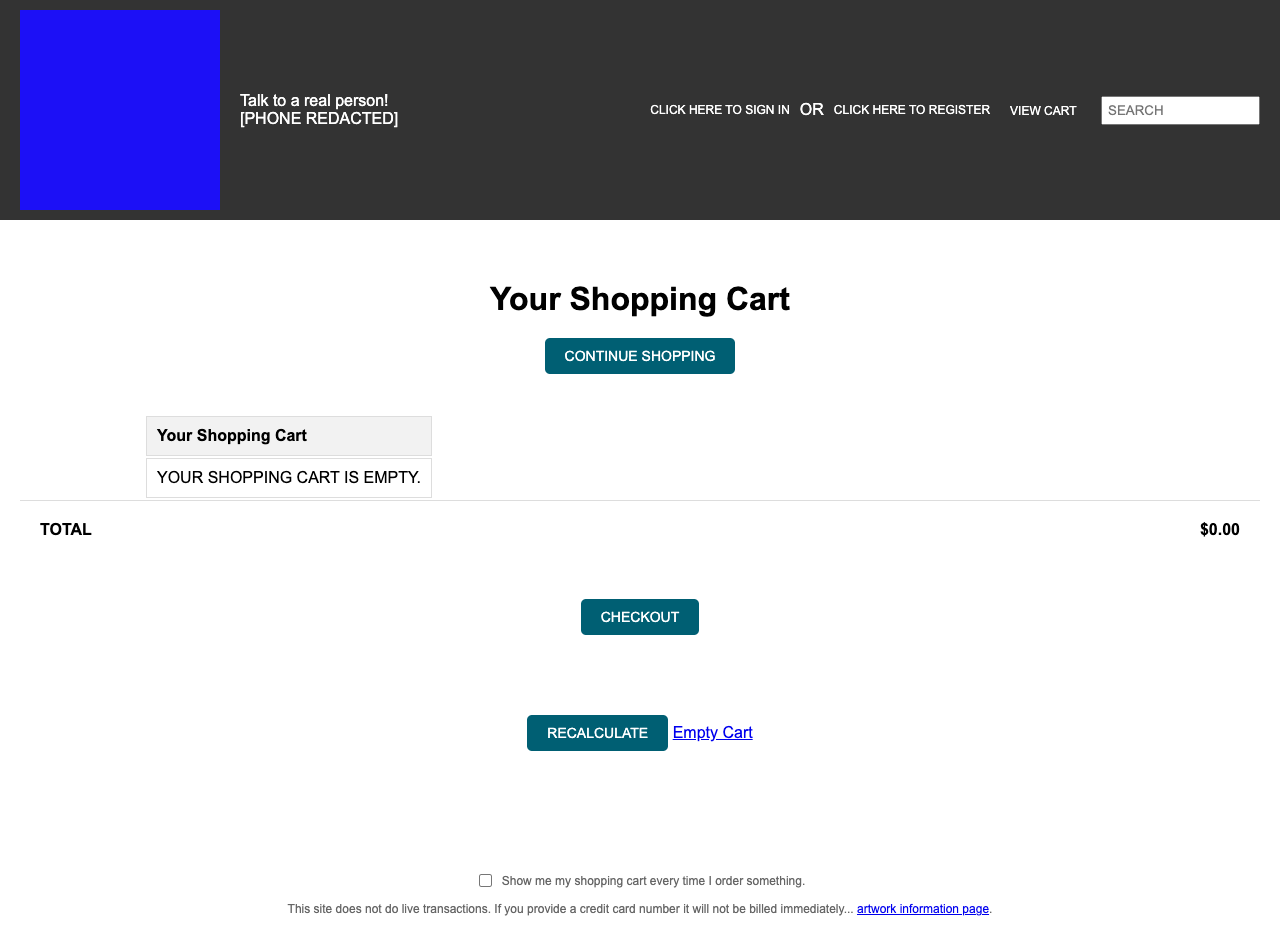 Talk to a real person!
[PHONE REDACTED]
CLICK HERE TO SIGN IN OR CLICK HERE TO REGISTER VIEW CART SEARCH
Your Shopping Cart
CONTINUE SHOPPING
Your Shopping Cart
YOUR SHOPPING CART IS EMPTY.
TOTAL $0.00
CHECKOUT
RECALCULATE Empty Cart
Show me my shopping cart every time I order something.
This site does not do live transactions. If you provide a credit card number it will not be billed immediately... artwork information page.